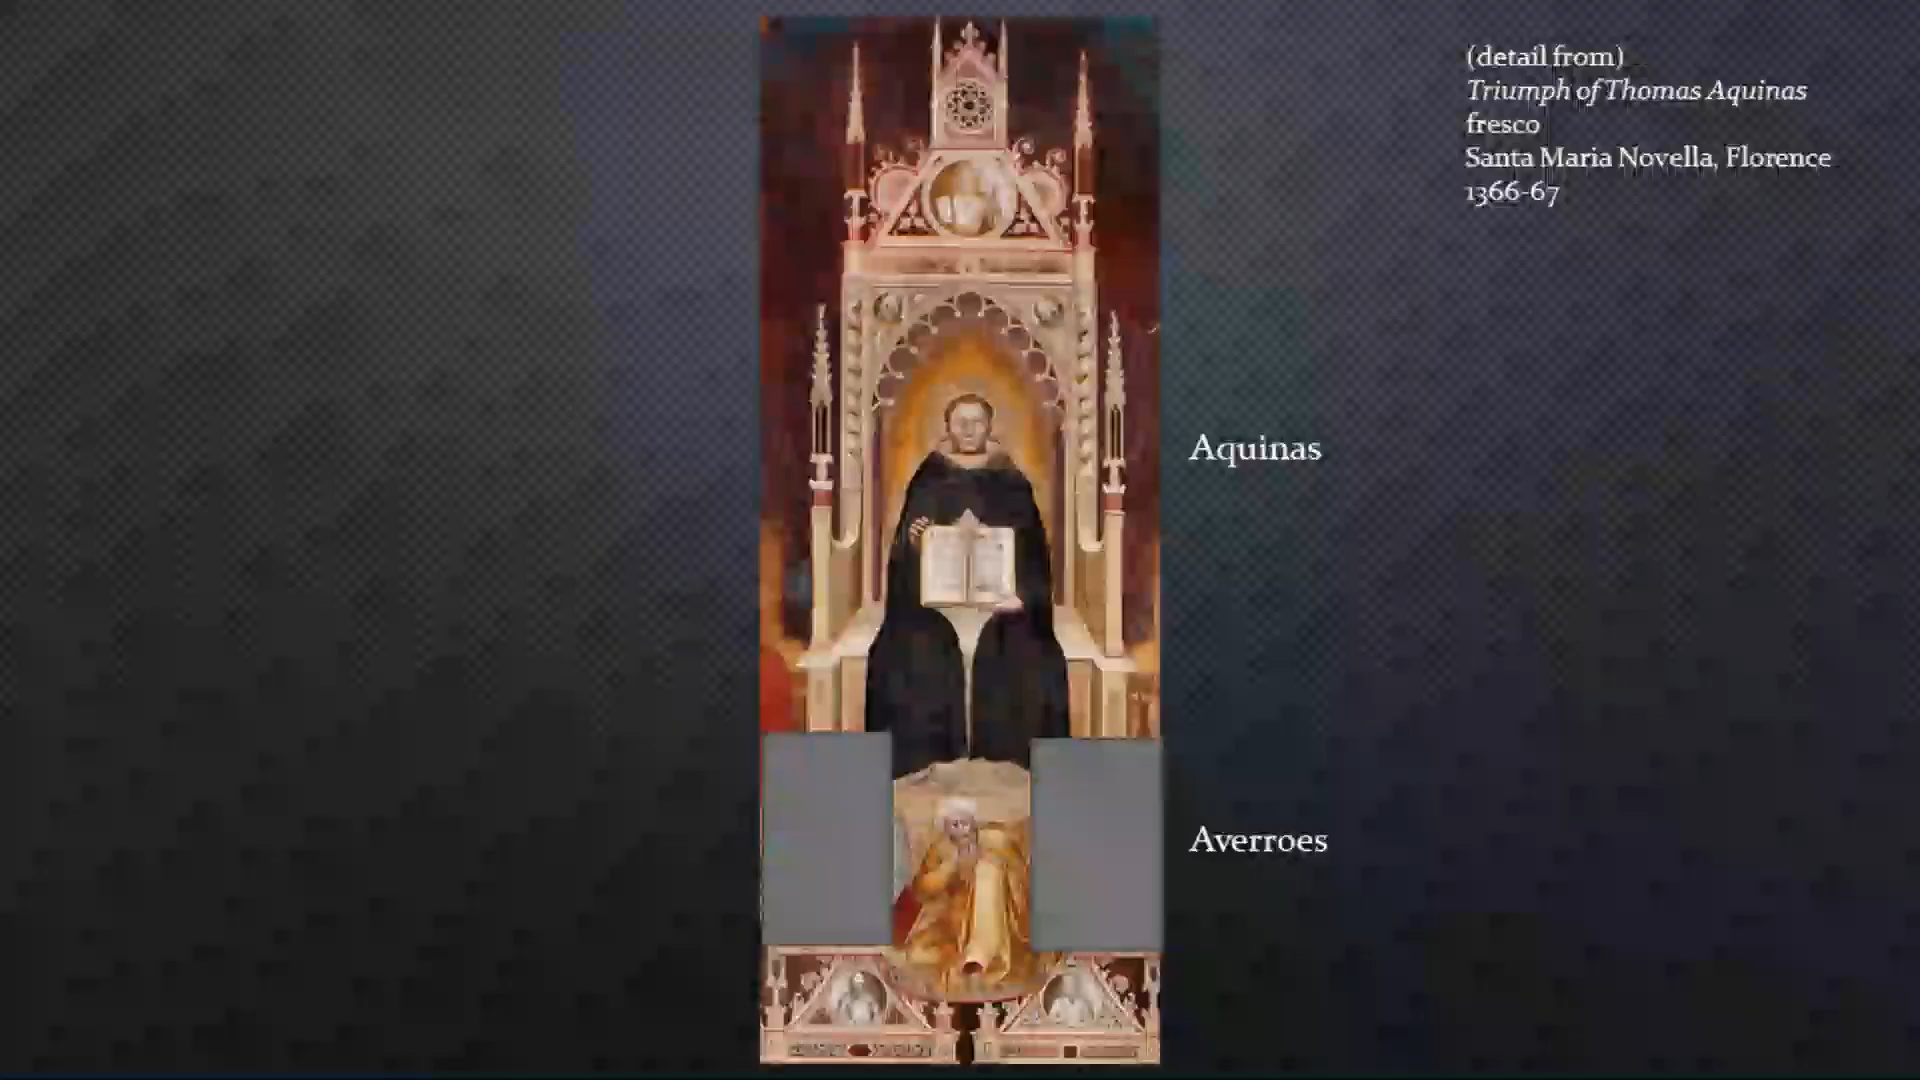 (detail from)
Triumph of Thomas Aquinas
fresco
Santa Maria Novella, Florence
1366-67
Aquinas
Averroes